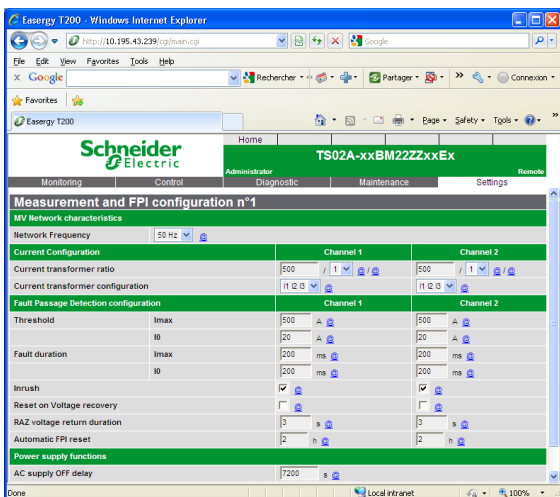 Easergy T200 - Windows Internet Explorer
http://10.195.43.239/cgi/main.cgi
Google
File Edit View Favorites Tools Help
x Google Rechercher Partager » Connexion
Favorites
Easergy T200 Page Safety Tools »
Schneider Electric
Home
TS02A-xxBM22ZZxxEx
Administrator Remote
Monitoring Control Diagnostic Maintenance Settings
Measurement and FPI configuration n°1
MV Network characteristics
Network Frequency 50 Hz @
Current Configuration Channel 1 Channel 2
Current transformer ratio 500 / 1 @/@ 500 / 1 @/@
Current transformer configuration I1 I2 I3 @ I1 I2 I3 @
Fault Passage Detection configuration Channel 1 Channel 2
Threshold Imax 500 A @ 500 A @
I0 20 A @ 20 A @
Fault duration Imax 200 ms @ 200 ms @
I0 200 ms @ 200 ms @
Inrush @ @
Reset on Voltage recovery @ @
RAZ voltage return duration 3 s @ 3 s @
Automatic FPI reset 2 h @ 2 h @
Power supply functions
AC supply OFF delay 7200 s @
Done Local intranet 100%